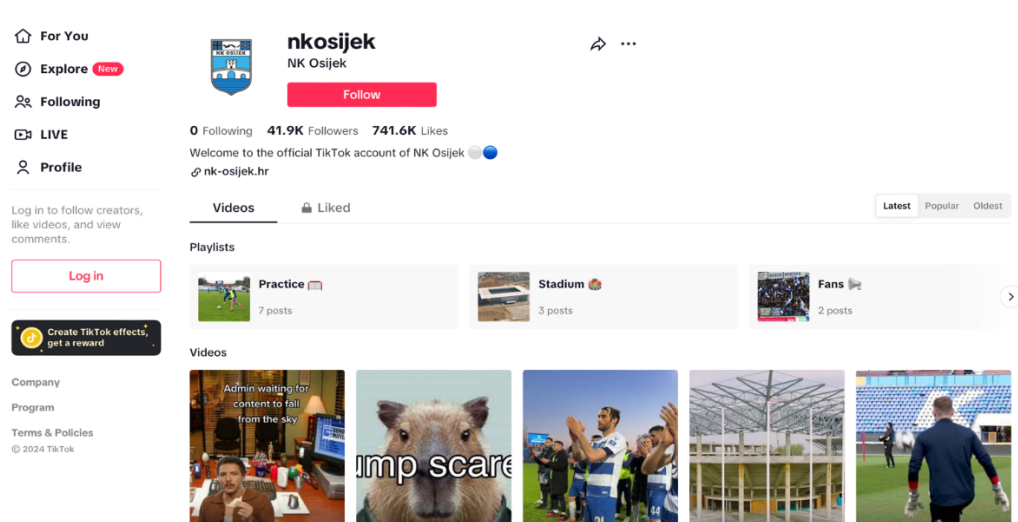 For You
Explore New
Following
LIVE
Profile
Log in to follow creators,
like videos, and view
comments.
Log in
Create TikTok effects,
get a reward
Company
Program
Terms & Policies
© 2024 TikTok
NK OSIJEK
nkosijek
NK Osijek
Follow
0 Following 41.9K Followers 741.6K Likes
Welcome to the official TikTok account of NK Osijek
nk-osijek.hr
Videos Liked
Latest Popular Oldest
Playlists
Practice
7 posts
Stadium
3 posts
Fans
2 posts
Videos
Admin waiting for
content to fall
from the sky
ump scare